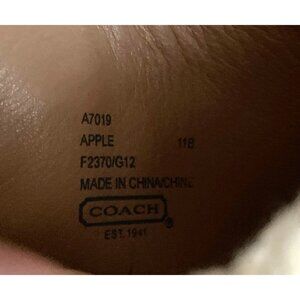 A7019
APPLE 11B
F2370/G12
MADE IN CHINA/CHINE
COACH ®
EST. 1941